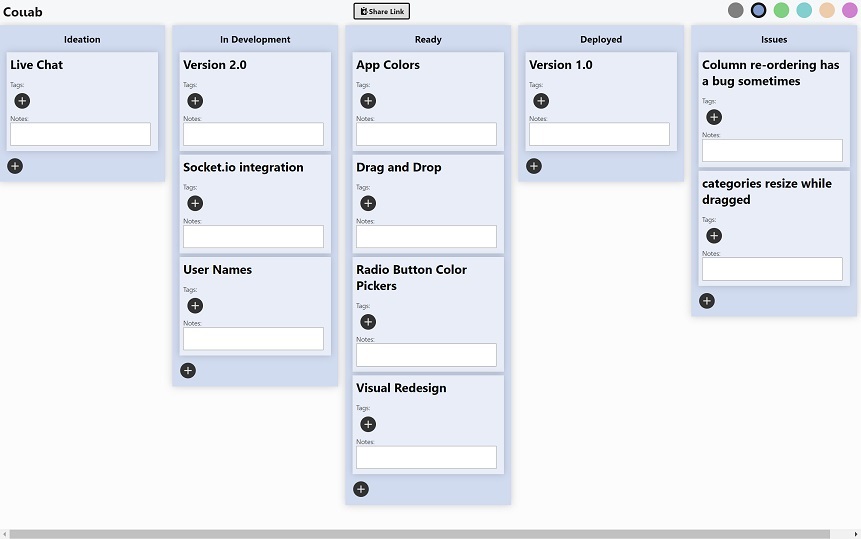 Collab
Share Link
Ideation
Live Chat
Tags:
Notes:
In Development
Version 2.0
Tags:
Notes:
Socket.io integration
Tags:
Notes:
User Names
Tags:
Notes:
Ready
App Colors
Tags:
Notes:
Drag and Drop
Tags:
Notes:
Radio Button Color
Pickers
Tags:
Notes:
Visual Redesign
Tags:
Notes:
Deployed
Version 1.0
Tags:
Notes:
Issues
Column re-ordering has
a bug sometimes
Tags:
Notes:
categories resize while
dragged
Tags:
Notes: